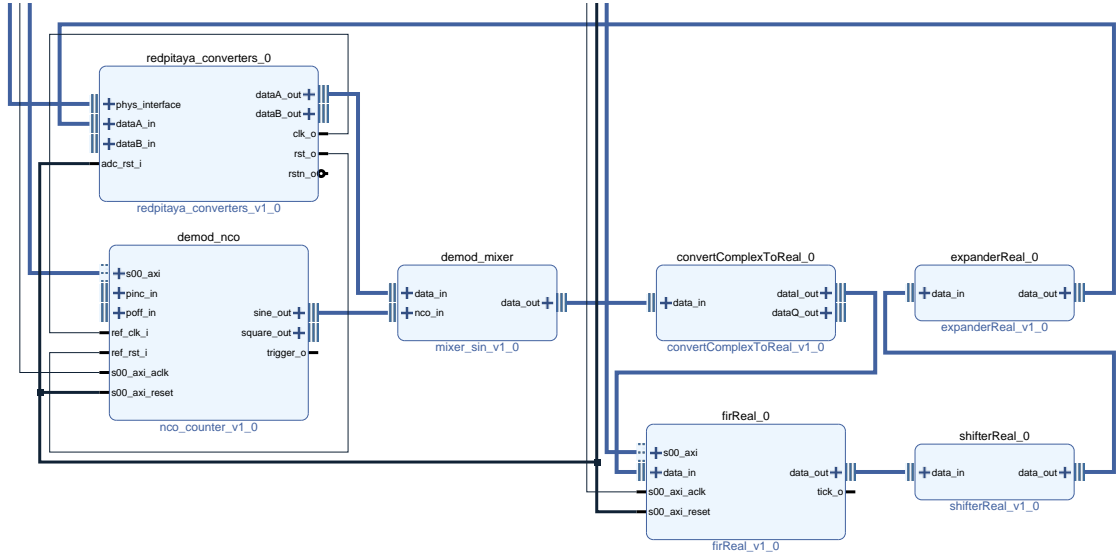 redpitaya_converters_0
phys_interface
dataA_in
dataB_in
adc_rst_i
dataA_out
dataB_out
clk_o
rst_o
rstn_o
redpitaya_converters_v1_0
demod_nco
s00_axi
pinc_in
poff_in
ref_clk_i
ref_rst_i
s00_axi_aclk
s00_axi_reset
sine_out
square_out
trigger_o
nco_counter_v1_0
demod_mixer
data_in
nco_in
data_out
mixer_sin_v1_0
convertComplexToReal_0
data_in
dataI_out
dataQ_out
convertComplexToReal_v1_0
expanderReal_0
data_in
data_out
expanderReal_v1_0
firReal_0
s00_axi
data_in
s00_axi_aclk
s00_axi_reset
data_out
tick_o
firReal_v1_0
shifterReal_0
data_in
data_out
shifterReal_v1_0